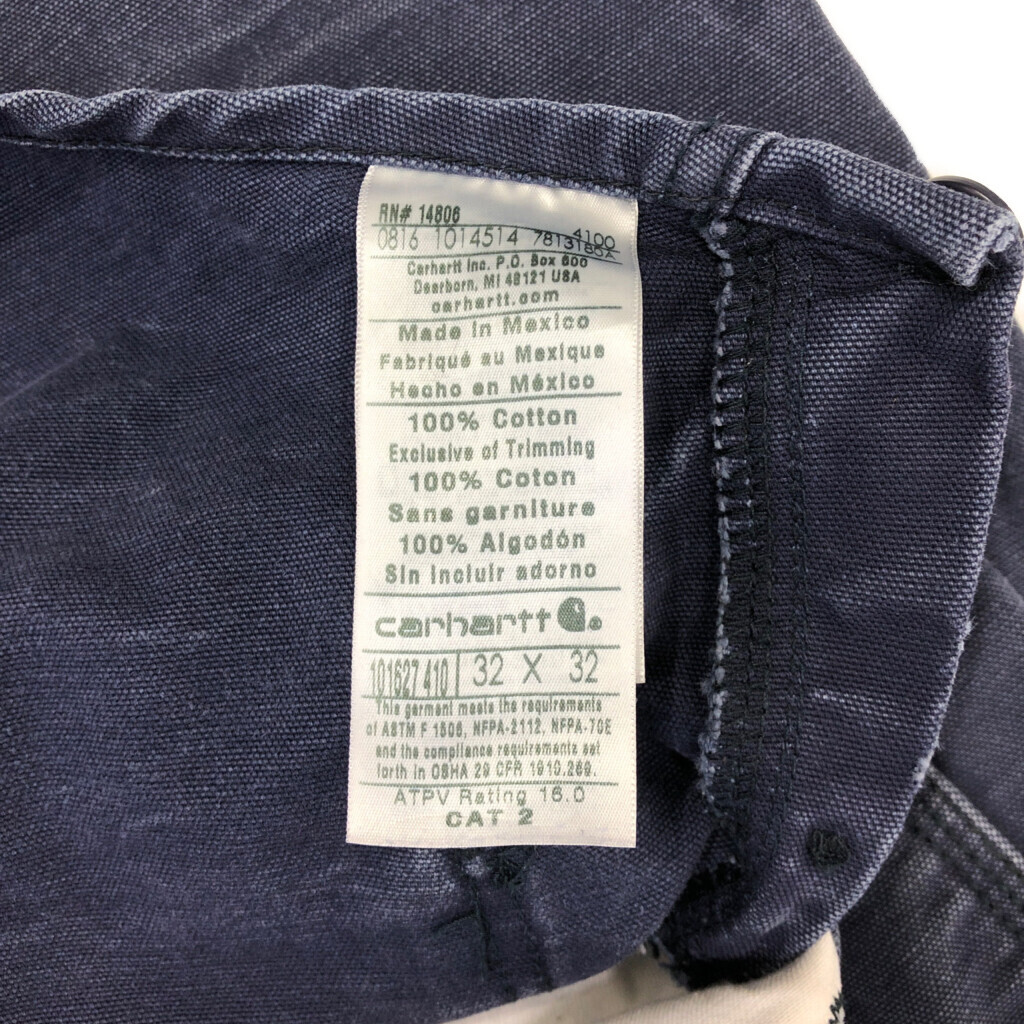 RN# 14806
0816 1014514 7813180A 4100
Carhartt Inc. P.O. Box 600
Dearborn, MI 48121 USA
carhartt.com
Made in Mexico
Fabriqué au Mexique
Hecho en México
100% Cotton
Exclusive of Trimming
100% Coton
Sans garniture
100% Algodón
Sin incluir adorno
carhartt
101627 410 32 X 32
This garment meets the requirements
of ASTM F 1506, NFPA-2112, NFPA-70E
and the compliance requirements set
forth in OSHA 29 CFR 1910.269.
ATPV Rating 16.0
CAT 2